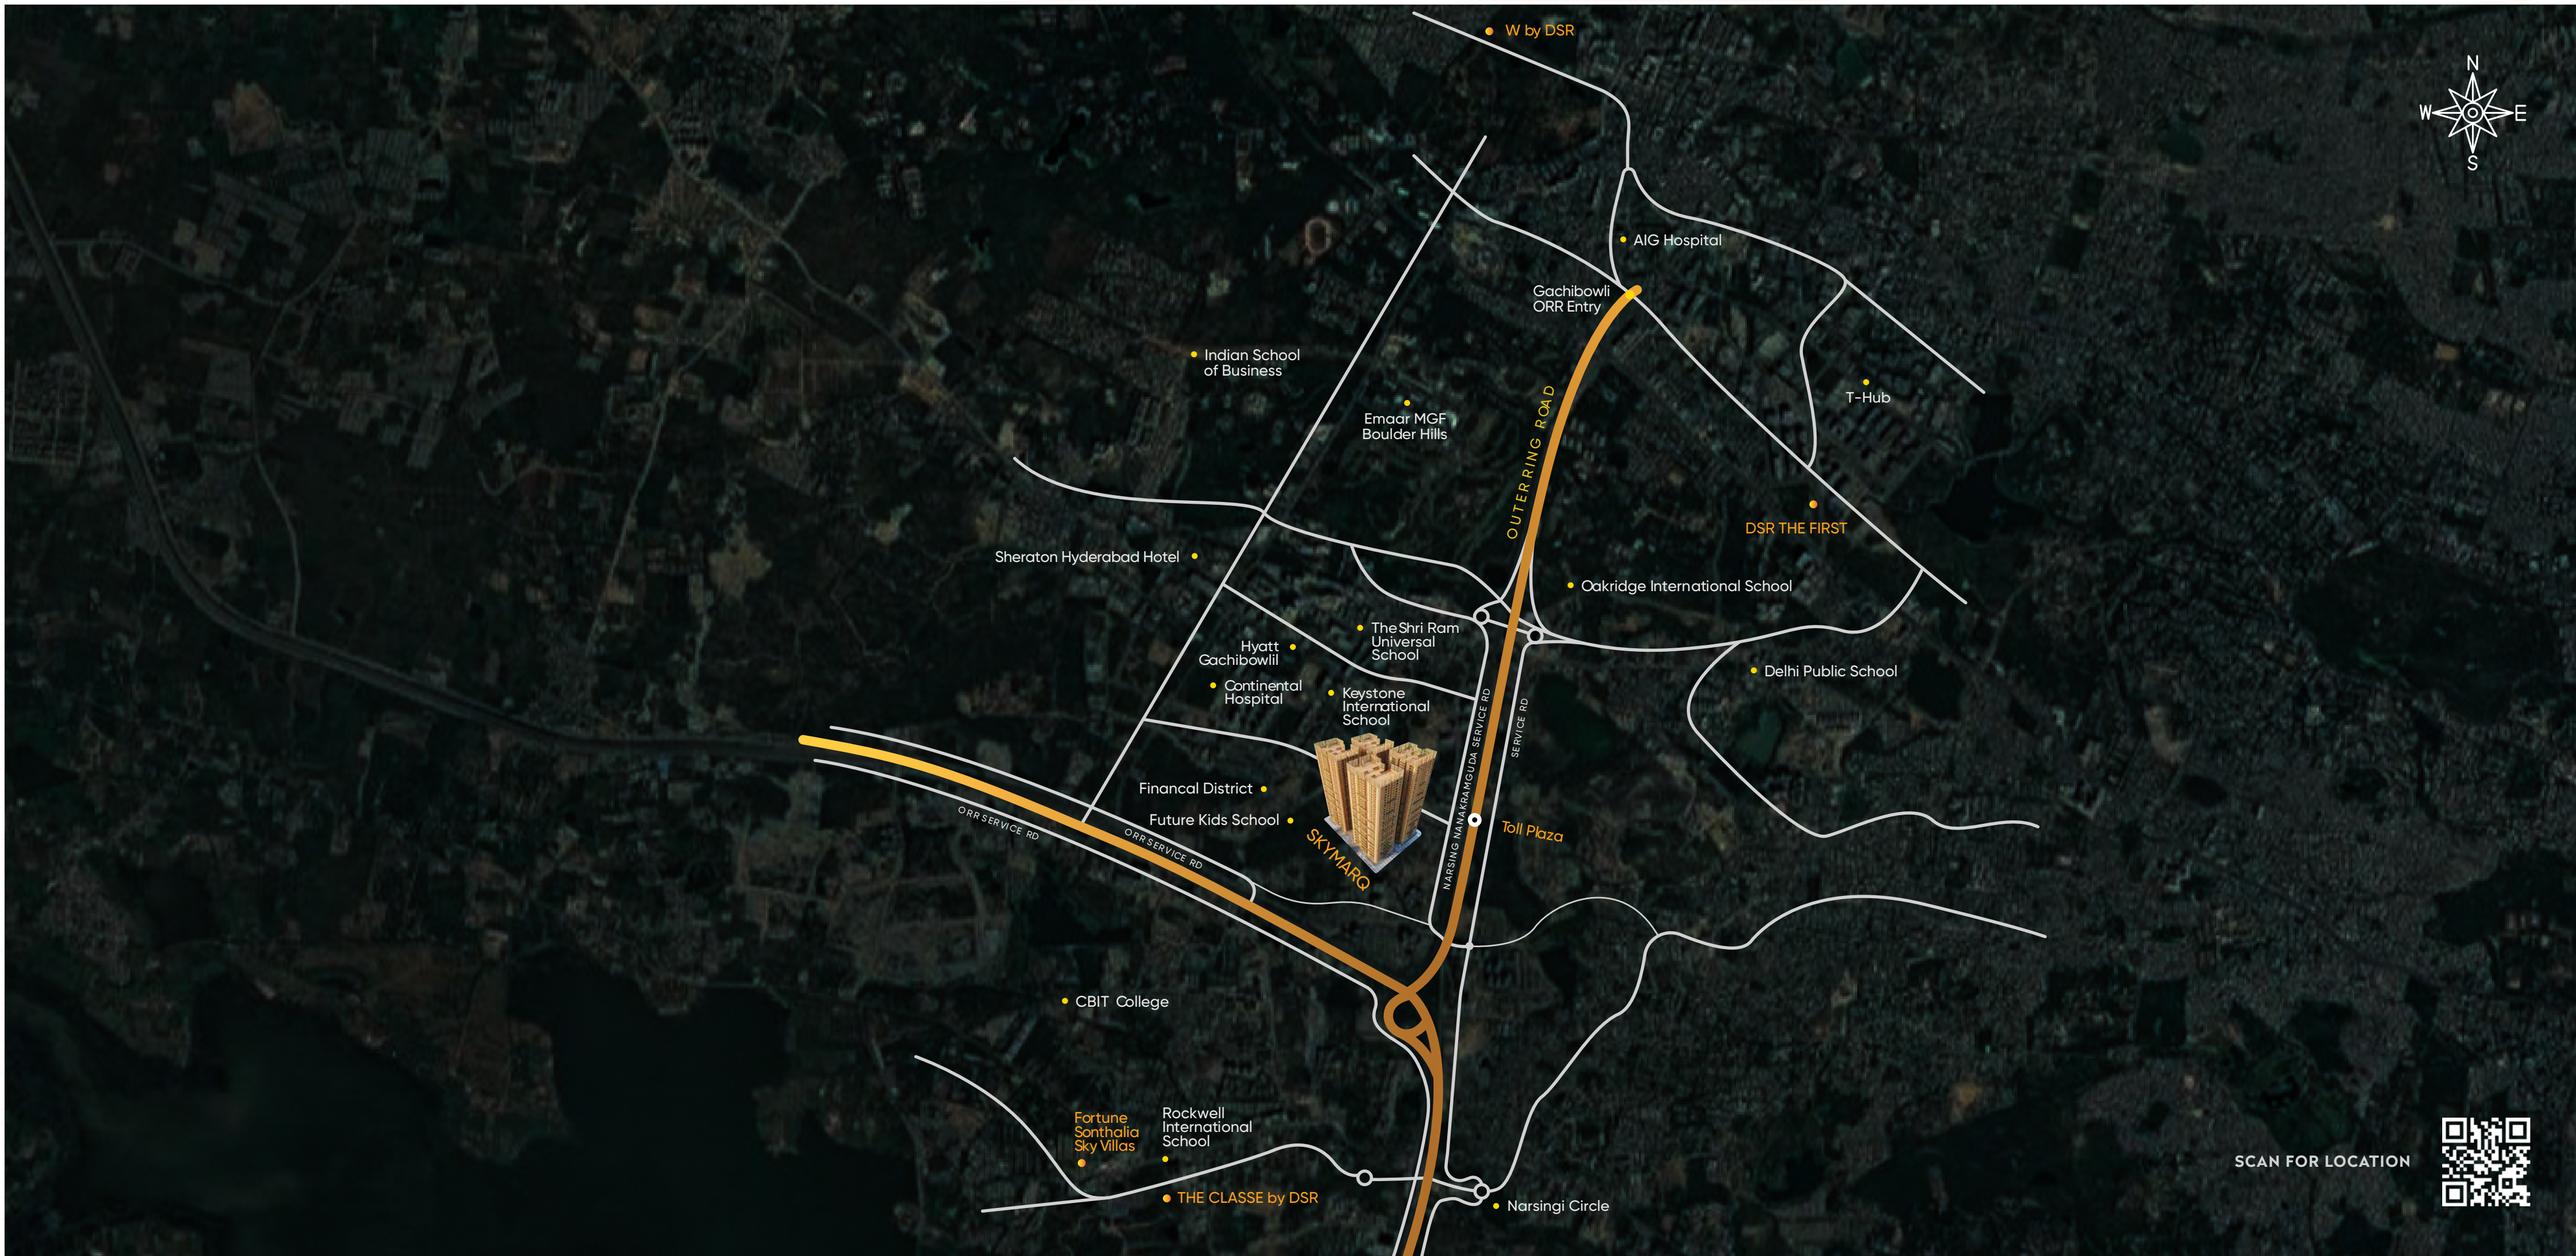 W by DSR
N
W E
S
AIG Hospital
Gachibowli
ORR Entry
Indian School
of Business
Emaar MGF
Boulder Hills
OUTER RING ROAD
T-Hub
DSR THE FIRST
Sheraton Hyderabad Hotel
Oakridge International School
The Shri Ram
Universal
School
Hyatt
Gachibowlil
Continental
Hospital
Keystone
International
School
Delhi Public School
NARSING NANAKRAMGUDA SERVICE RD
SERVICE RD
Financal District
Future Kids School
SKYMARQ
Toll Plaza
ORR SERVICE RD
ORR SERVICE RD
CBIT College
Fortune
Sonthalia
Sky Villas
Rockwell
International
School
THE CLASSE by DSR
Narsingi Circle
SCAN FOR LOCATION